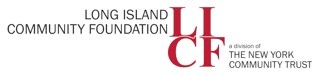 LONG ISLAND
COMMUNITY FOUNDATION
LI
CF
a division of
THE NEW YORK
COMMUNITY TRUST